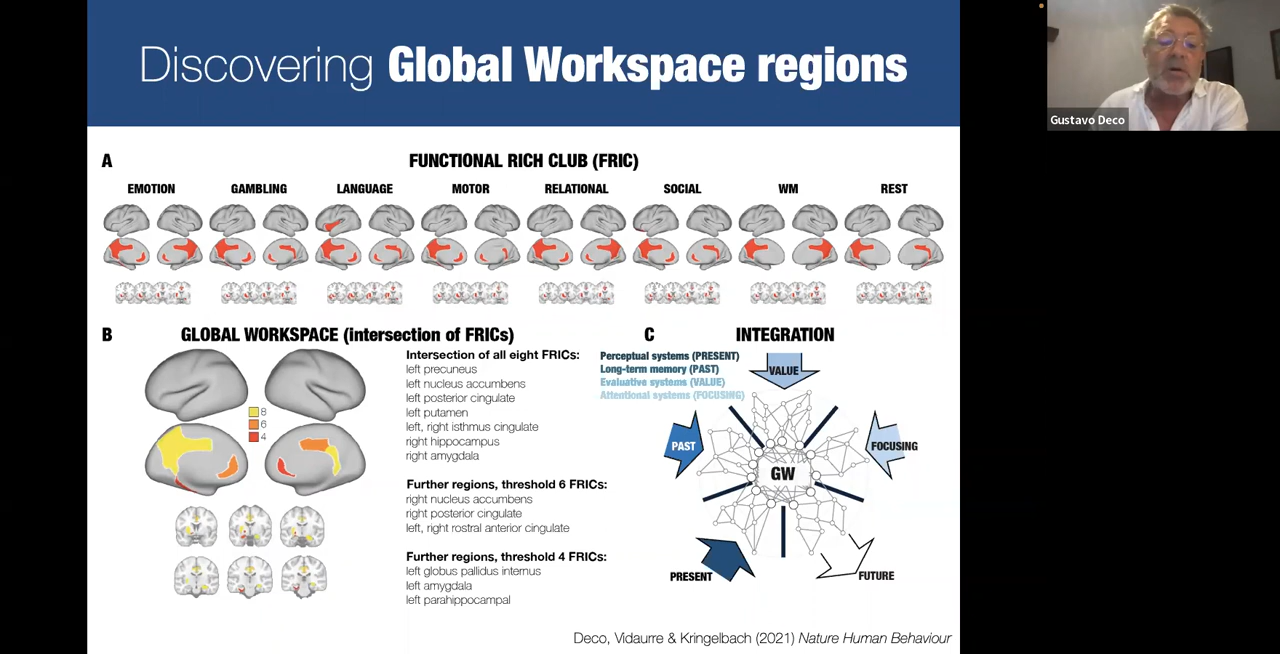 Discovering Global Workspace regions
Gustavo Deco
A
FUNCTIONAL RICH CLUB (FRIC)
EMOTION
GAMBLING
LANGUAGE
MOTOR
RELATIONAL
SOCIAL
WM
REST
B
GLOBAL WORKSPACE (intersection of FRICs)
8
6
4
Intersection of all eight FRICs:
left precuneus
left nucleus accumbens
left posterior cingulate
left putamen
left, right isthmus cingulate
right hippocampus
right amygdala
Further regions, threshold 6 FRICs:
right nucleus accumbens
right posterior cingulate
left, right rostral anterior cingulate
Further regions, threshold 4 FRICs:
left globus pallidus internus
left amygdala
left parahippocampal
C
INTEGRATION
Perceptual systems (PRESENT)
Long-term memory (PAST)
Evaluative systems (VALUE)
Attentional systems (FOCUSING)
VALUE
PAST
FOCUSING
GW
PRESENT
FUTURE
Deco, Vidaurre & Kringelbach (2021) Nature Human Behaviour